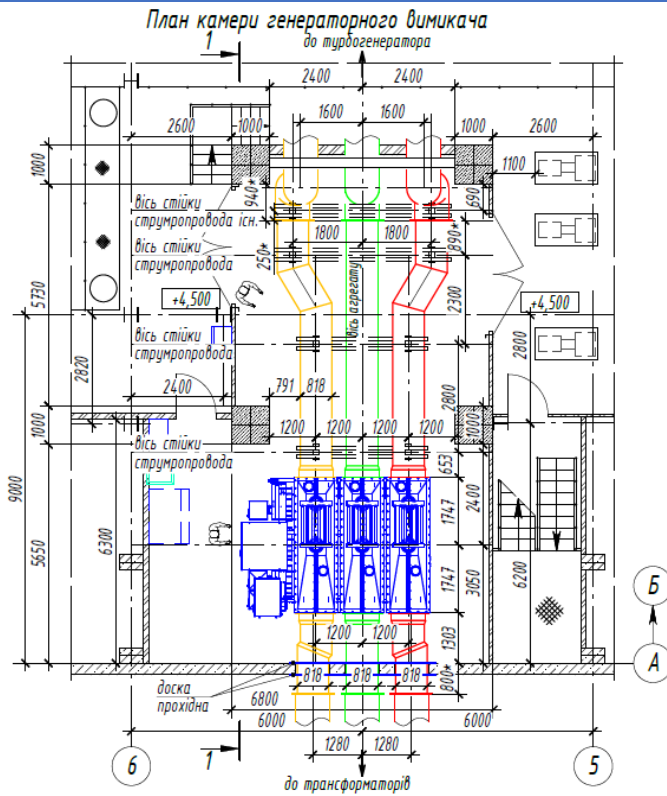 План камери генераторного вимикача
1
до турбогенератора
2400 2400
1600 1600
2600 1000 1000 2600
1000
1100
940*
690
вісь стійки
струмропровода існ.
1800 1800
890*
вісь стійки
струмропровода
250*
вісь агрегату
5730
+4,500
+4,500
2300
вісь стійки
струмропровода
2800
2820
2400
791 818
2800
1200 1200 1200 1200
1000
1000
вісь стійки
струмропровода
653
9000
2400
1747
5650
6300
1747
3050
6200
Б
1200 1200
1303
А
818 818 818
800*
доска
прохідна
6800
6000 6000
1280 1280
6
1
5
до трансформаторів